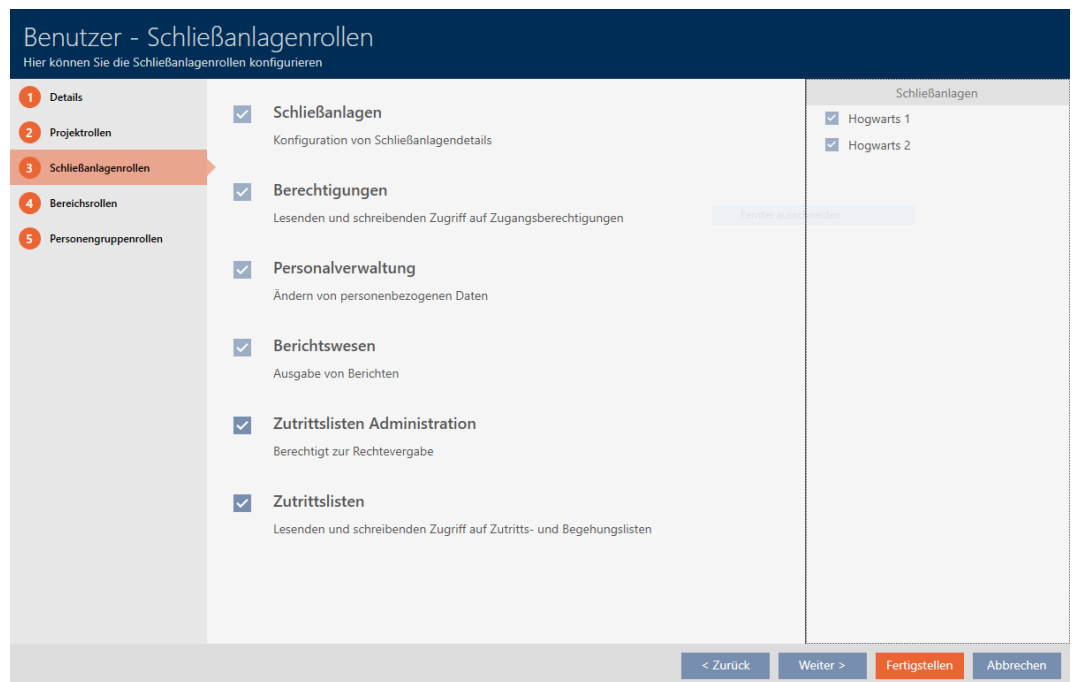 Benutzer - Schließanlagenrollen
Hier können Sie die Schließanlagenrollen konfigurieren
1 Details
2 Projektrollen
3 Schließanlagenrollen
4 Bereichsrollen
5 Personengruppenrollen
Schließanlagen
Konfiguration von Schließanlagendetails
Berechtigungen
Lesenden und schreibenden Zugriff auf Zugangsberechtigungen
Personalverwaltung
Ändern von personenbezogenen Daten
Berichtswesen
Ausgabe von Berichten
Zutrittslisten Administration
Berechtigt zur Rechtevergabe
Zutrittslisten
Lesenden und schreibenden Zugriff auf Zutritts- und Begehungslisten
Schließanlagen
Hogwarts 1
Hogwarts 2
Fenster ausschneiden
< Zurück
Weiter >
Fertigstellen
Abbrechen